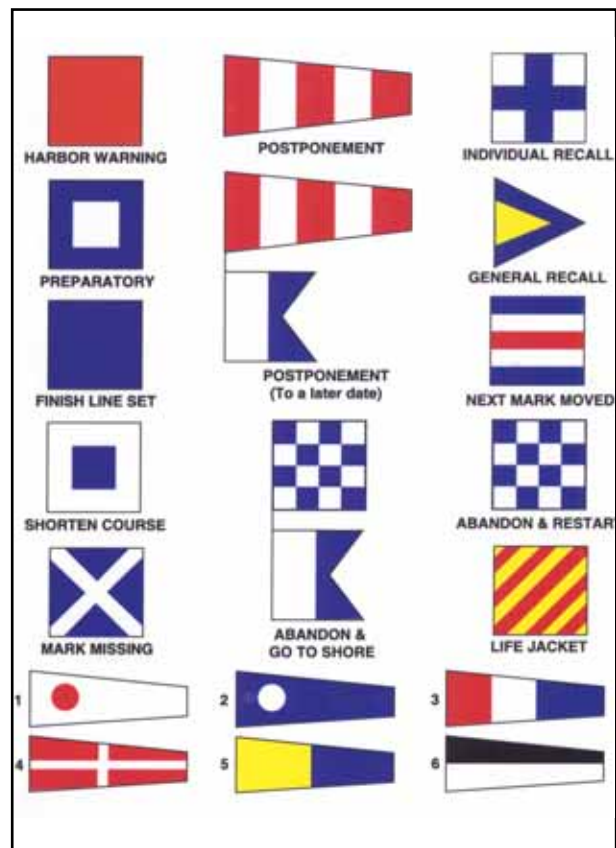 HARBOR WARNING
POSTPONEMENT
INDIVIDUAL RECALL
PREPARATORY
GENERAL RECALL
FINISH LINE SET
POSTPONEMENT
(To a later date)
NEXT MARK MOVED
SHORTEN COURSE
ABANDON & RESTART
MARK MISSING
ABANDON &
GO TO SHORE
LIFE JACKET
1
2
3
4
5
6